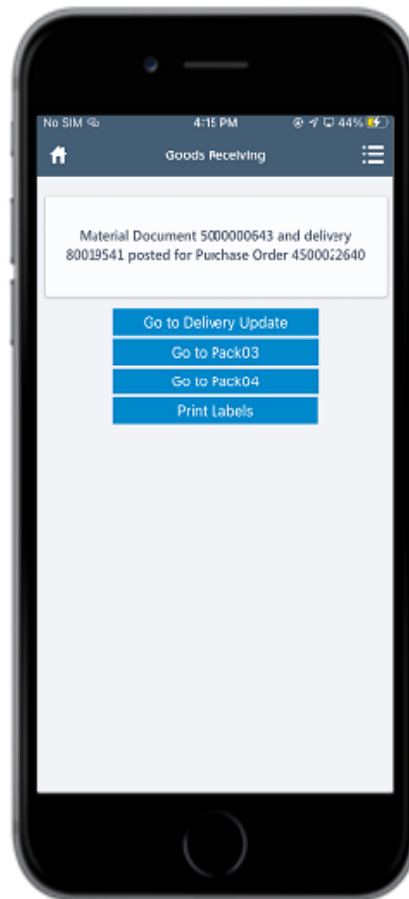 No SIM
4:15 PM
44%
Goods Receiving
Material Document 5000000643 and delivery
80019541 posted for Purchase Order 4500022640
Go to Delivery Update
Go to Pack03
Go to Pack04
Print Labels